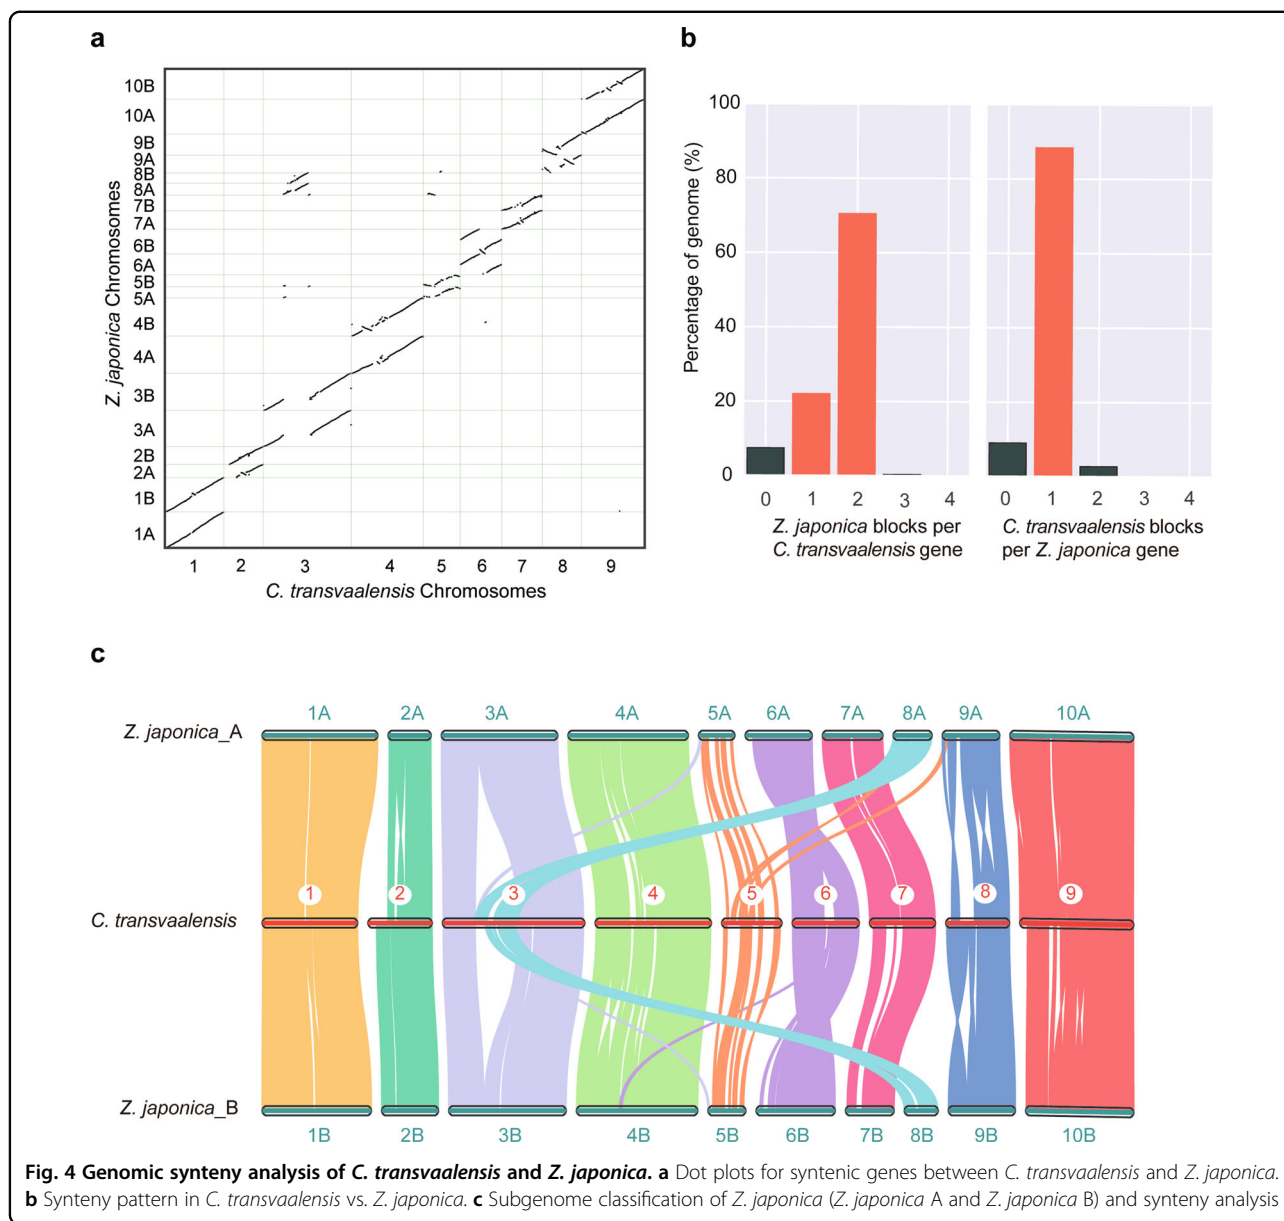 a
b
10B
10A
9B
9A
8B
8A
7B
7A
6B
6A
5B
5A
4B
4A
3B
3A
2B
2A
1B
1A
Z. japonica Chromosomes
1 2 3 4 5 6 7 8 9
C. transvaalensis Chromosomes
100
80
60
40
20
0
Percentage of genome (%)
0 1 2 3 4
Z. japonica blocks per
C. transvaalensis gene
0 1 2 3 4
C. transvaalensis blocks
per Z. japonica gene
c
1A 2A 3A 4A 5A 6A 7A 8A 9A 10A
Z. japonica_A
1 2 3 4 5 6 7 8 9
C. transvaalensis
Z. japonica_B
1B 2B 3B 4B 5B 6B 7B 8B 9B 10B
Fig. 4 Genomic synteny analysis of C. transvaalensis and Z. japonica. a Dot plots for syntenic genes between C. transvaalensis and Z. japonica.
b Synteny pattern in C. transvaalensis vs. Z. japonica. c Subgenome classification of Z. japonica (Z. japonica A and Z. japonica B) and synteny analysis